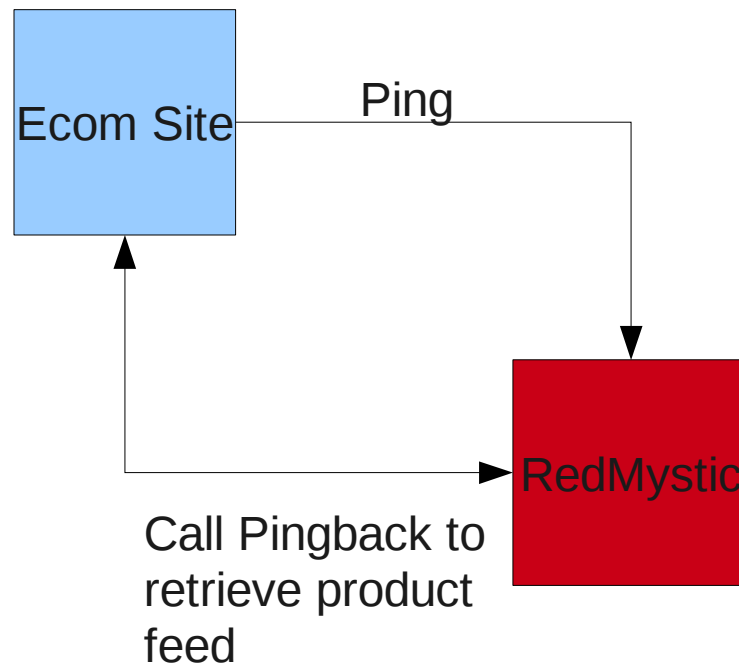 Ping
Ecom Site
RedMystic
Call Pingback to
retrieve product
feed